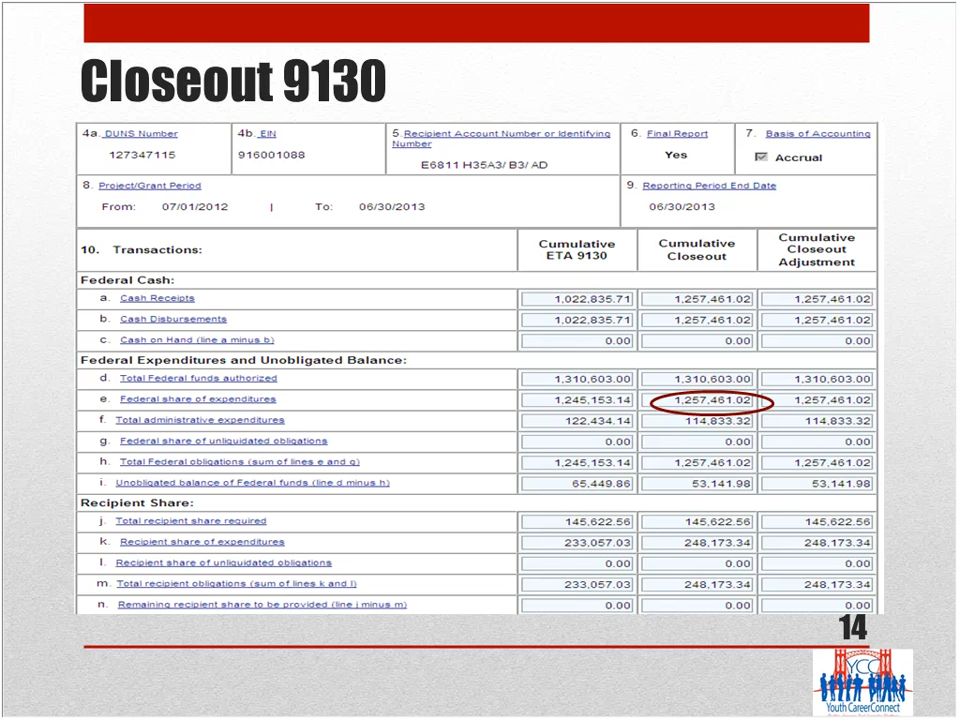 Closeout 9130
4a. DUNS Number
127347115
4b. EIN
916001088
5. Recipient Account Number or Identifying
Number
E6811 H35A3/ B3/ AD
6. Final Report
Yes
7. Basis of Accounting
Accrual
8. Project/Grant Period
From: 07/01/2012 | To: 06/30/2013
9. Reporting Period End Date
06/30/2013
10. Transactions:
Cumulative
ETA 9130
Cumulative
Closeout
Cumulative
Closeout
Adjustment
Federal Cash:
a. Cash Receipts 1,022,835.71 1,257,461.02 1,257,461.02
b. Cash Disbursements 1,022,835.71 1,257,461.02 1,257,461.02
c. Cash on Hand (line a minus b) 0.00 0.00 0.00
Federal Expenditures and Unobligated Balance:
d. Total Federal funds authorized 1,310,603.00 1,310,603.00 1,310,603.00
e. Federal share of expenditures 1,245,153.14 1,257,461.02 1,257,461.02
f. Total administrative expenditures 122,434.14 114,833.32 114,833.32
g. Federal share of unliquidated obligations 0.00 0.00 0.00
h. Total Federal obligations (sum of lines e and g) 1,245,153.14 1,257,461.02 1,257,461.02
i. Unobligated balance of Federal funds (line d minus h) 65,449.86 53,141.98 53,141.98
Recipient Share:
j. Total recipient share required 145,622.56 145,622.56 145,622.56
k. Recipient share of expenditures 233,057.03 248,173.34 248,173.34
l. Recipient share of unliquidated obligations 0.00 0.00 0.00
m. Total recipient obligations (sum of lines k and l) 233,057.03 248,173.34 248,173.34
n. Remaining recipient share to be provided (line j minus m) 0.00 0.00 0.00
14
YCC
Youth CareerConnect